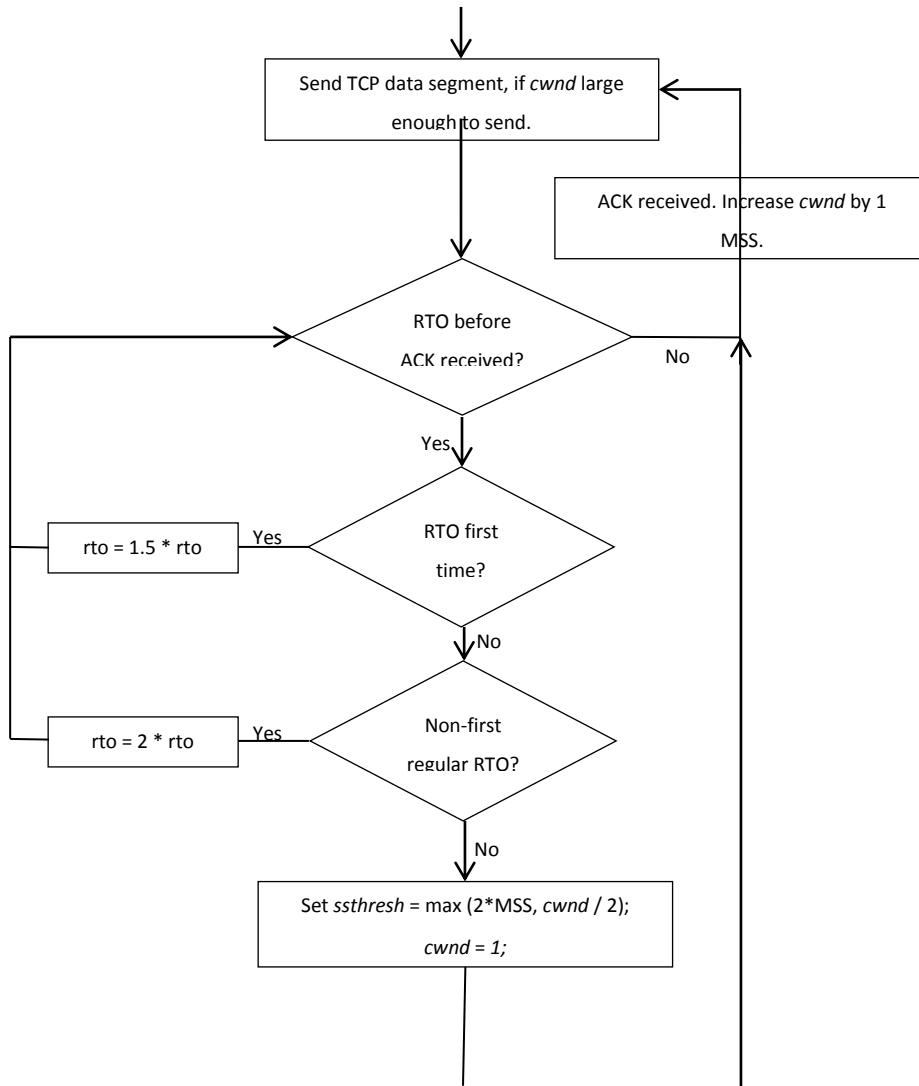 Send TCP data segment, if cwnd large
enough to send.
ACK received. Increase cwnd by 1
MSS.
RTO before
ACK received?
No
Yes
RTO first
time?
Yes
rto = 1.5 * rto
No
Non-first
regular RTO?
Yes
rto = 2 * rto
No
Set ssthresh = max (2*MSS, cwnd / 2);
cwnd = 1;